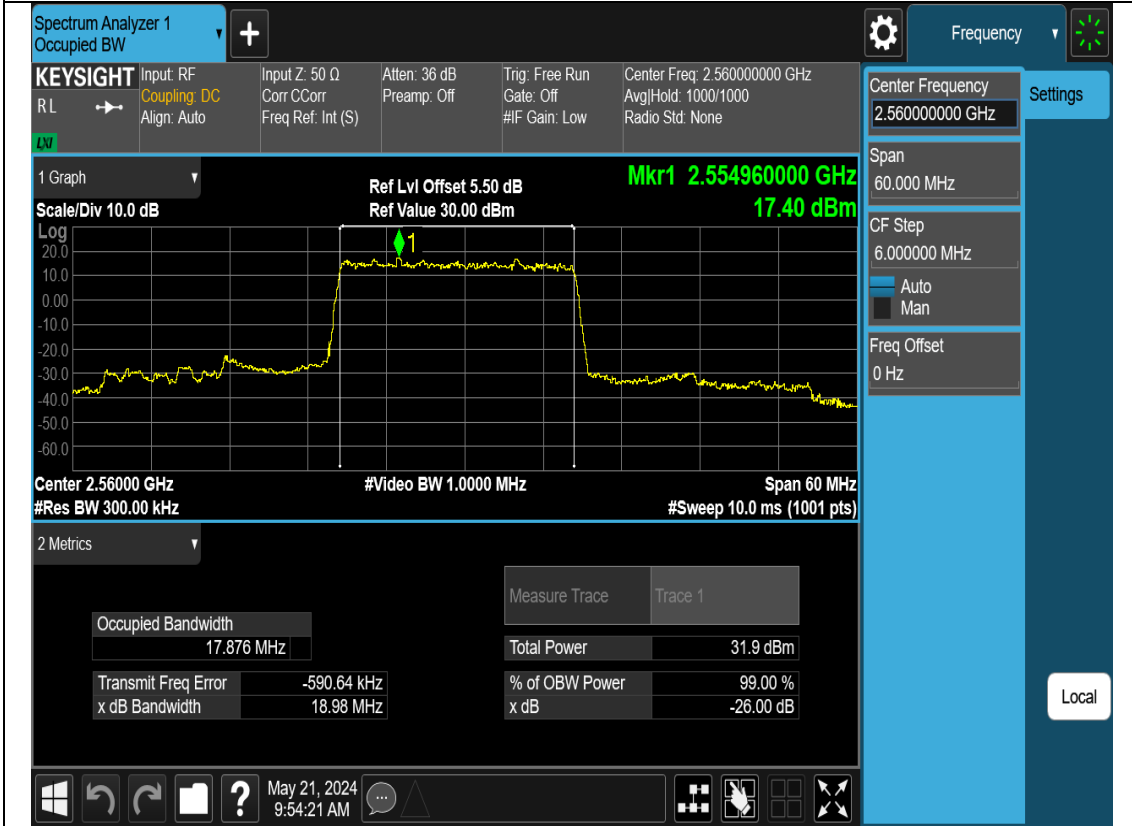 Spectrum Analyzer 1
Occupied BW
+
Frequency
KEYSIGHT
R L
LXI
Input: RF
Coupling: DC
Align: Auto
Input Z: 50 Ω
Corr CCorr
Freq Ref: Int (S)
Atten: 36 dB
Preamp: Off
Trig: Free Run
Gate: Off
#IF Gain: Low
Center Freq: 2.560000000 GHz
Avg|Hold: 1000/1000
Radio Std: None
Center Frequency
2.560000000 GHz
Settings
Span
60.000 MHz
CF Step
6.000000 MHz
Auto
Man
Freq Offset
0 Hz
Local
1 Graph
Scale/Div 10.0 dB
Ref Lvl Offset 5.50 dB
Ref Value 30.00 dBm
Mkr1 2.554960000 GHz
17.40 dBm
Log
1
20.0
10.0
0.00
-10.0
-20.0
-30.0
-40.0
-50.0
-60.0
Center 2.56000 GHz
#Video BW 1.0000 MHz
Span 60 MHz
#Res BW 300.00 kHz
#Sweep 10.0 ms (1001 pts)
2 Metrics
Measure Trace Trace 1
Occupied Bandwidth
17.876 MHz
Total Power 31.9 dBm
Transmit Freq Error -590.64 kHz
% of OBW Power 99.00 %
x dB Bandwidth 18.98 MHz
x dB -26.00 dB
?
May 21, 2024
9:54:21 AM